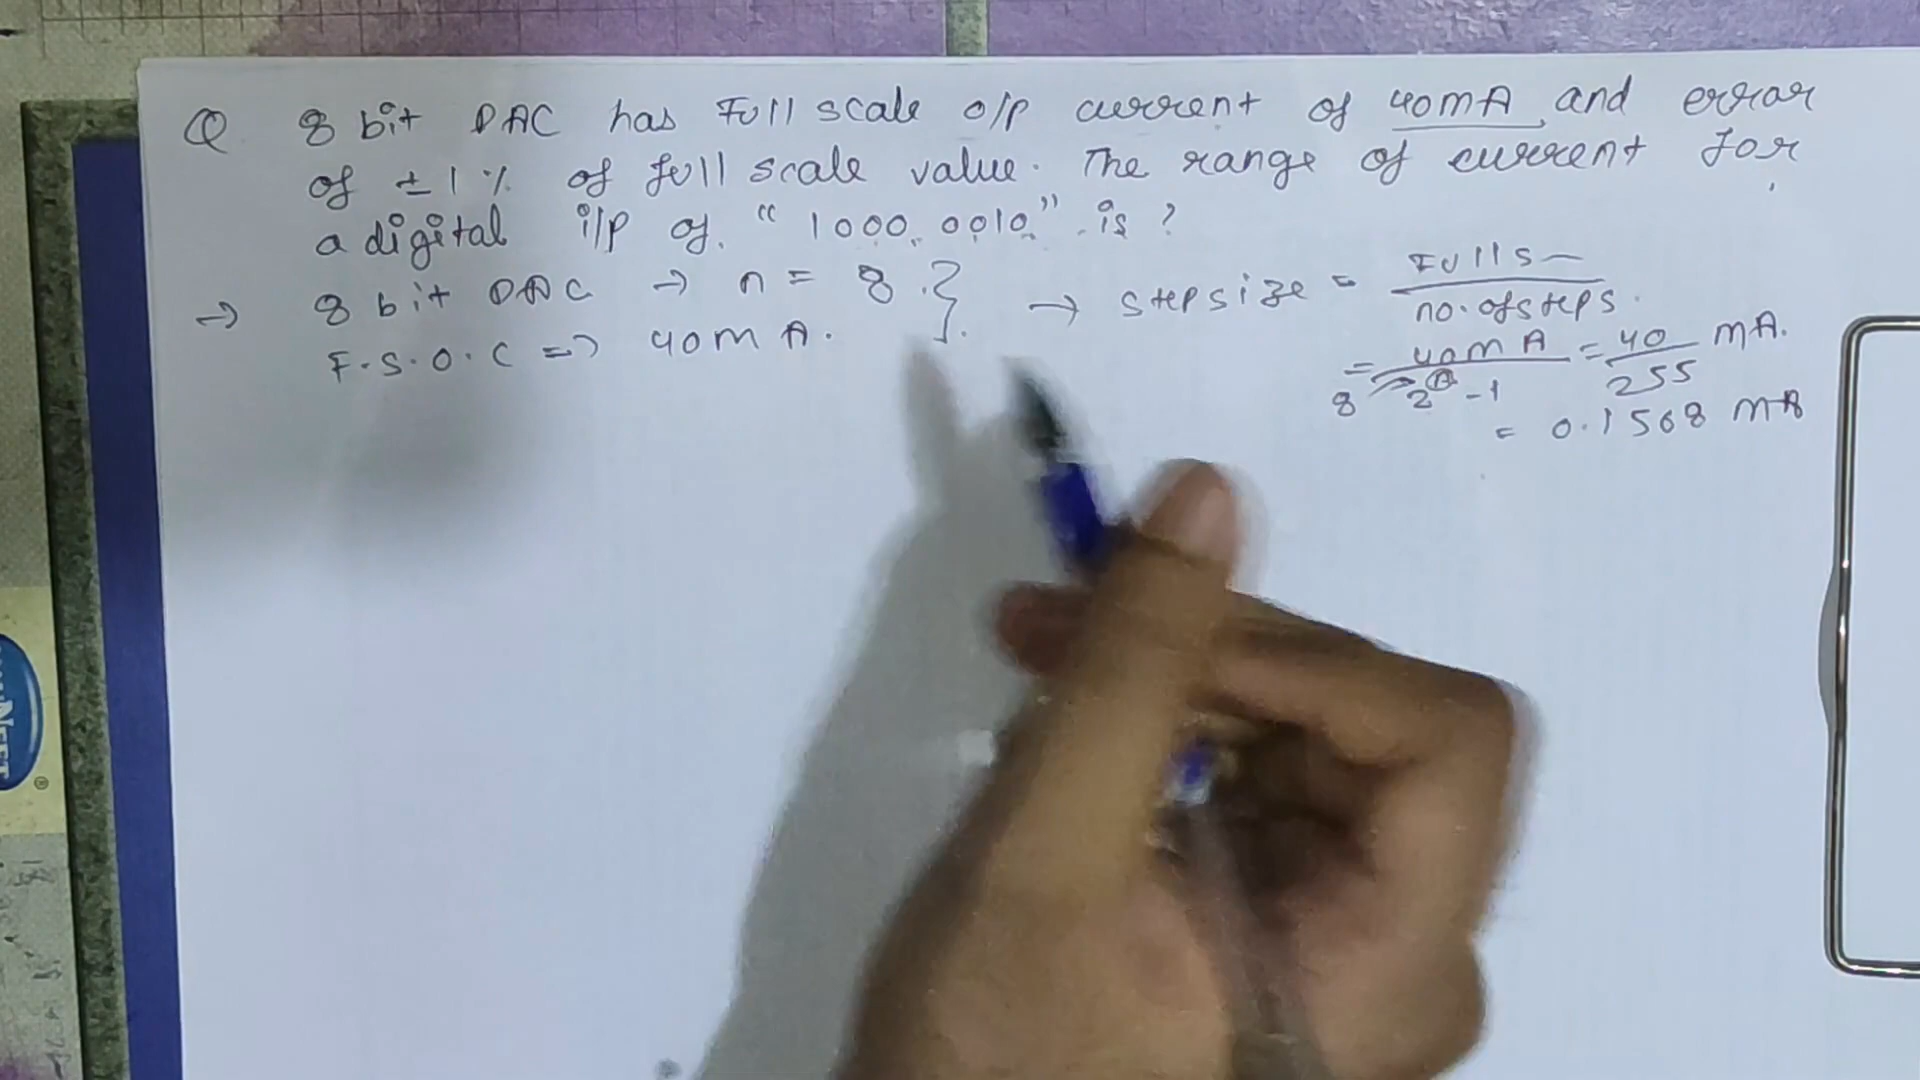 Q 8 bit DAC has Full scale o/p current of 40mA and error
of ±1% of full scale value. The range of current for
a digital i/p of "1000 0010" is?
→ 8 bit DAC → n = 8 } → step size = Full s / no. of steps
F.S.O.C => 40mA.
= 40mA / 2^n - 1 = 40 / 255 mA.
8
= 0.1568 mA